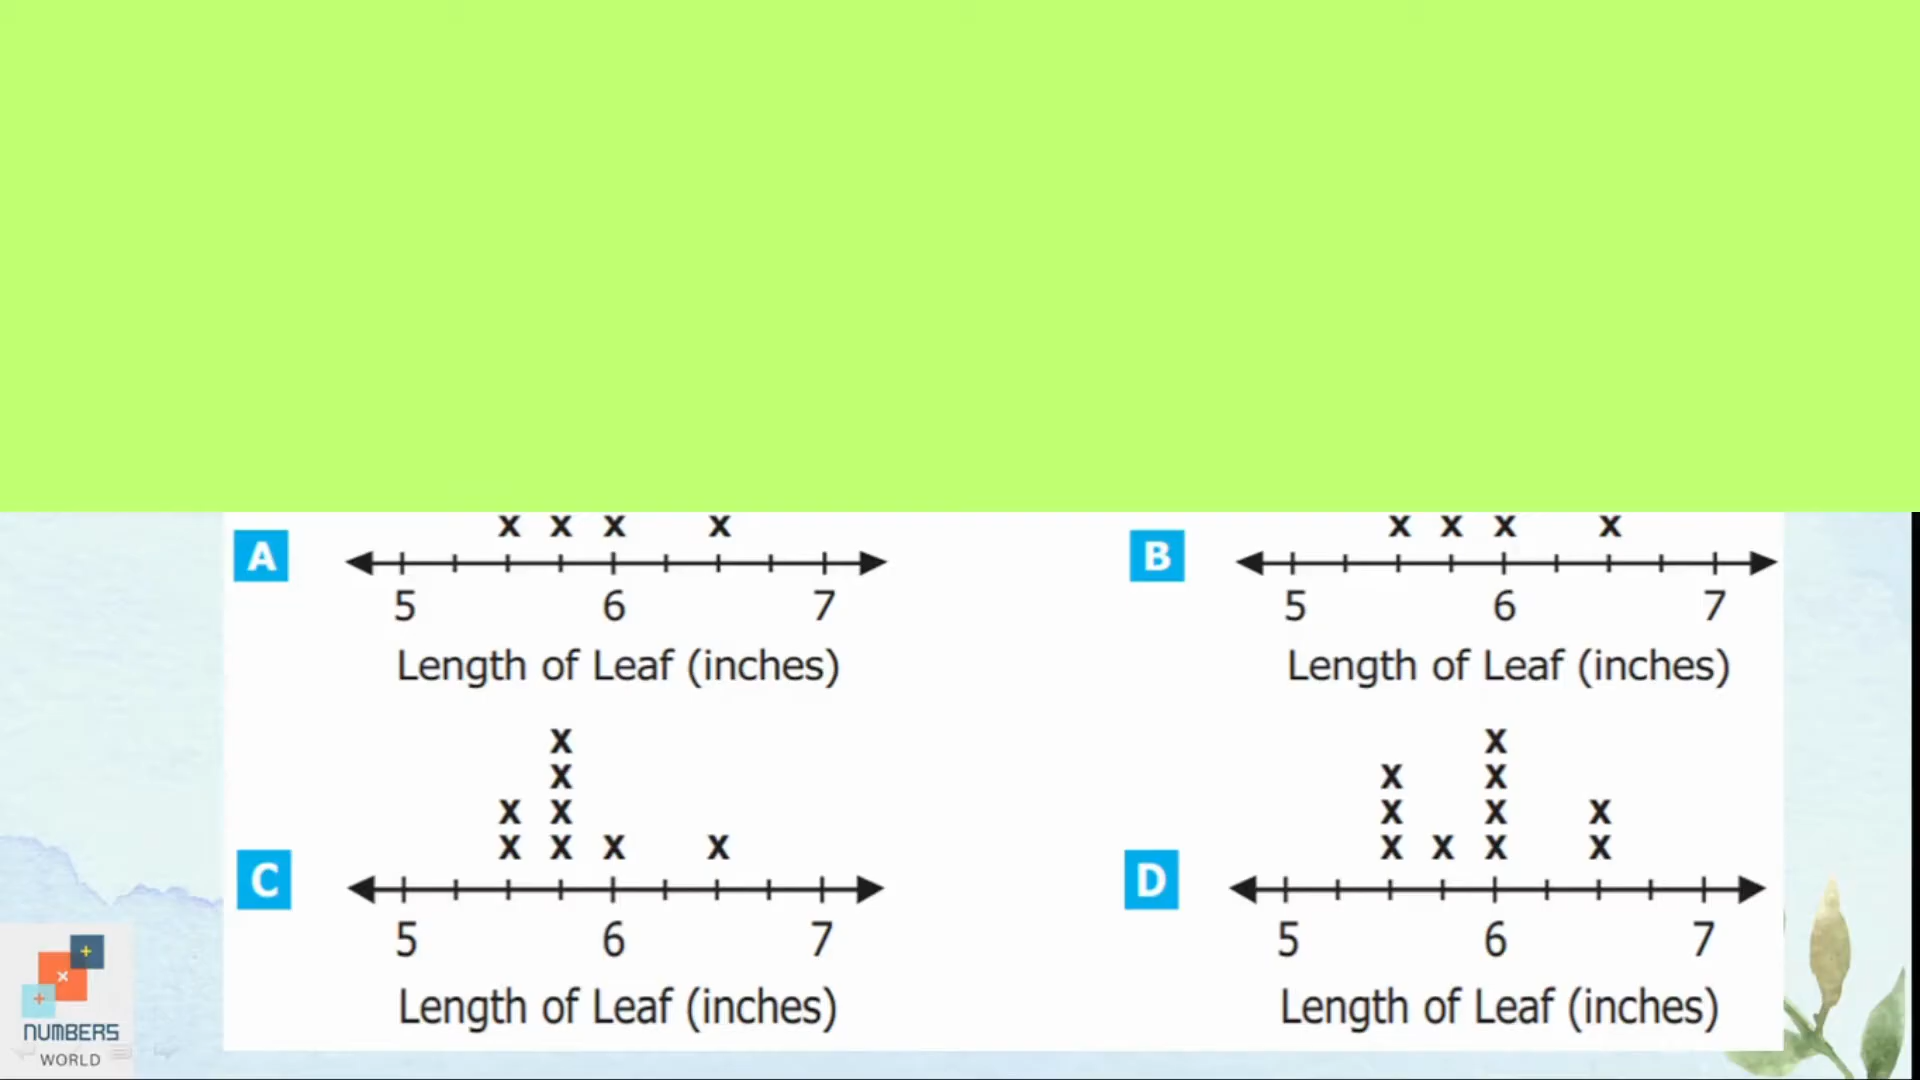 x x x x
x x x x
A
B
5 6 7
5 6 7
Length of Leaf (inches)
Length of Leaf (inches)
x
x
x x
x x x x
x
x x
x x x
x x x x
C
D
5 6 7
5 6 7
Length of Leaf (inches)
Length of Leaf (inches)
NUMBERS
WORLD